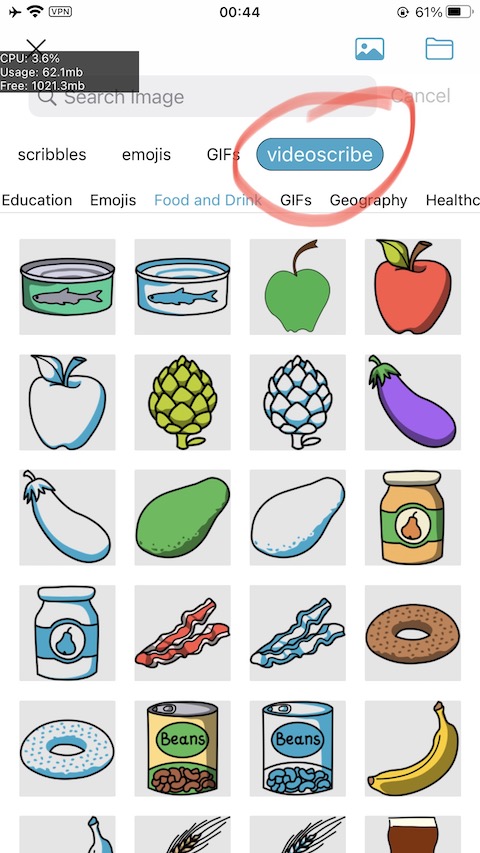 VPN
00:44
61%
CPU: 3.6%
Usage: 62.1mb
Free: 1021.3mb
Search Image
Cancel
scribbles
emojis
GIFs
videoscribe
Education
Emojis
Food and Drink
GIFs
Geography
Healthc
Beans
Beans